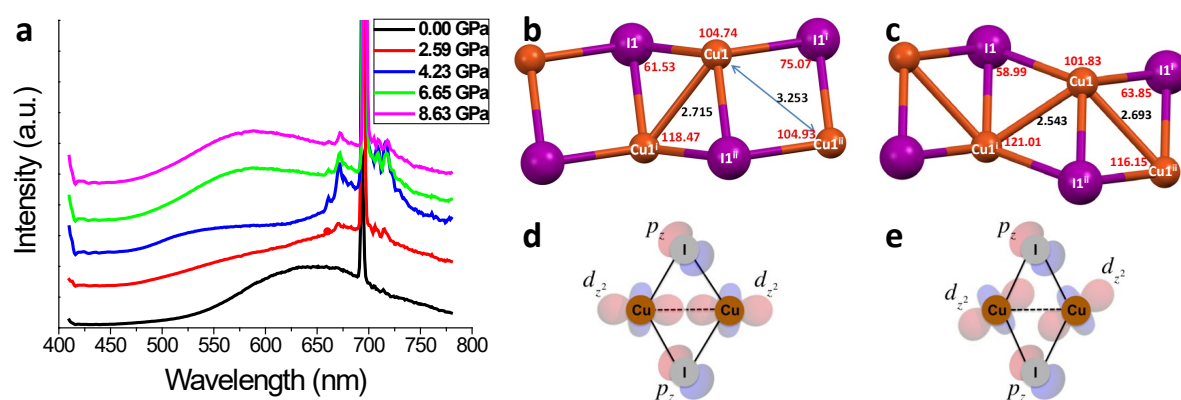 a
Intensity (a.u.)
0.00 GPa
2.59 GPa
4.23 GPa
6.65 GPa
8.63 GPa
400 450 500 550 600 650 700 750 800
Wavelength (nm)
b
104.74
I1
Cu1
I1ⁱ
61.53
75.07
2.715
3.253
118.47
104.93
Cu1ⁱ
I1ⁱⁱ
Cu1ⁱⁱ
c
I1
101.83
58.99
Cu1
I1ⁱ
63.85
2.543
2.693
Cu1ⁱ
121.01
116.15
I1ⁱⁱ
Cu1ⁱⁱ
d
p_z
I
d_z²
d_z²
Cu
Cu
I
p_z
e
p_z
I
d_z²
d_z²
Cu
Cu
I
p_z